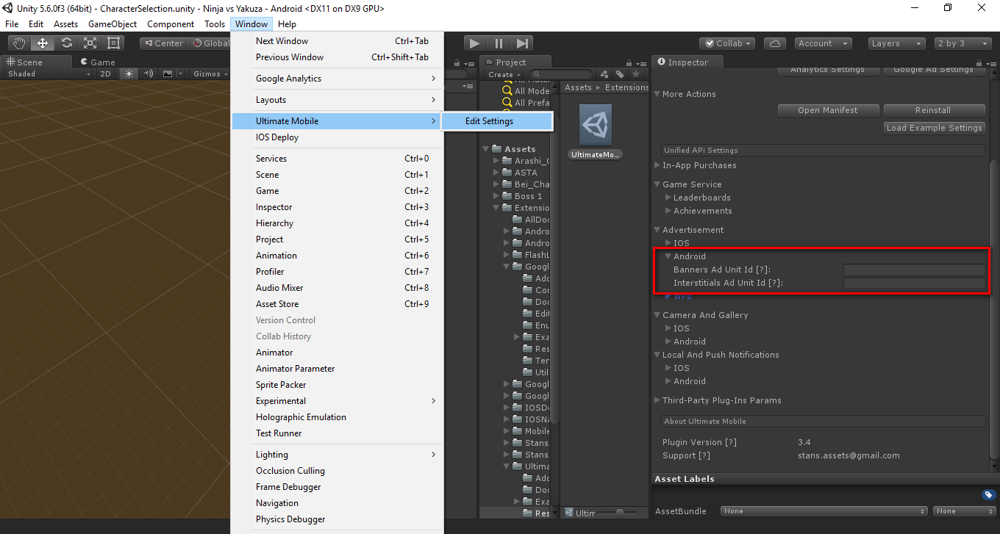 Unity 5.6.0f3 (64bit) - CharacterSelection.unity - Ninja vs Yakuza - Android <DX11 on DX9 GPU>
File Edit Assets GameObject Component Tools Window Help
Center Global
Collab Account Layers 2 by 3
Scene Game
Shaded 2D Gizmos
Next Window Ctrl+Tab
Previous Window Ctrl+Shift+Tab
Google Analytics
Layouts
Ultimate Mobile
Edit Settings
IOS Deploy
Services Ctrl+0
Scene Ctrl+1
Game Ctrl+2
Inspector Ctrl+3
Hierarchy Ctrl+4
Project Ctrl+5
Animation Ctrl+6
Profiler Ctrl+7
Audio Mixer Ctrl+8
Asset Store Ctrl+9
Version Control
Collab History
Animator
Animator Parameter
Sprite Packer
Experimental
Holographic Emulation
Test Runner
Lighting
Occlusion Culling
Frame Debugger
Navigation
Physics Debugger
Project
Create
All Mode
All Prefa
Assets
Arashi_C
ASTA
Bei_Cha
Boss 1
Extensio
AllDoc
Andro
Andro
FlashL
Googl
Add
Con
Doc
Edit
Enu
Exa
Res
Ten
Util
Googl
Googl
IOSDe
IOSNa
Mobile
Stans
Stans
Ultima
Add
Doc
Exa
Res
Assets Extensions
UltimateMo...
Ultim
Inspector
Analytics Settings Google Ad Settings
More Actions
Open Manifest Reinstall
Load Example Settings
Unified APi Settings
In-App Purchases
Game Service
Leaderboards
Achievements
Advertisement
IOS
Android
Banners Ad Unit Id [?]:
Interstitials Ad Unit Id [?]:
WP8
Camera And Gallery
IOS
Android
Local And Push Notifications
IOS
Android
Third-Party Plug-Ins Params
About Ultimate Mobile
Plugin Version [?] 3.4
Support [?] stans.assets@gmail.com
Asset Labels
AssetBundle None None